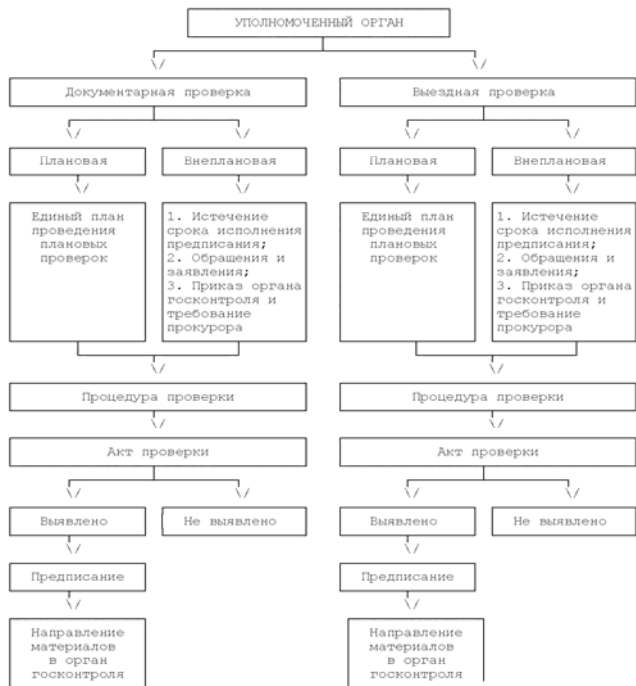 УПОЛНОМОЧЕННЫЙ ОРГАН
Документарная проверка
Выездная проверка
Плановая
Внеплановая
Плановая
Внеплановая
Единый план
проведения
плановых
проверок
1. Истечение
срока исполнения
предписания;
2. Обращения и
заявления;
3. Приказ органа
госконтроля и
требование
прокурора
Единый план
проведения
плановых
проверок
1. Истечение
срока исполнения
предписания;
2. Обращения и
заявления;
3. Приказ органа
госконтроля и
требование
прокурора
Процедура проверки
Процедура проверки
Акт проверки
Акт проверки
Выявлено
Не выявлено
Выявлено
Не выявлено
Предписание
Предписание
Направление
материалов
в орган
госконтроля
Направление
материалов
в орган
госконтроля